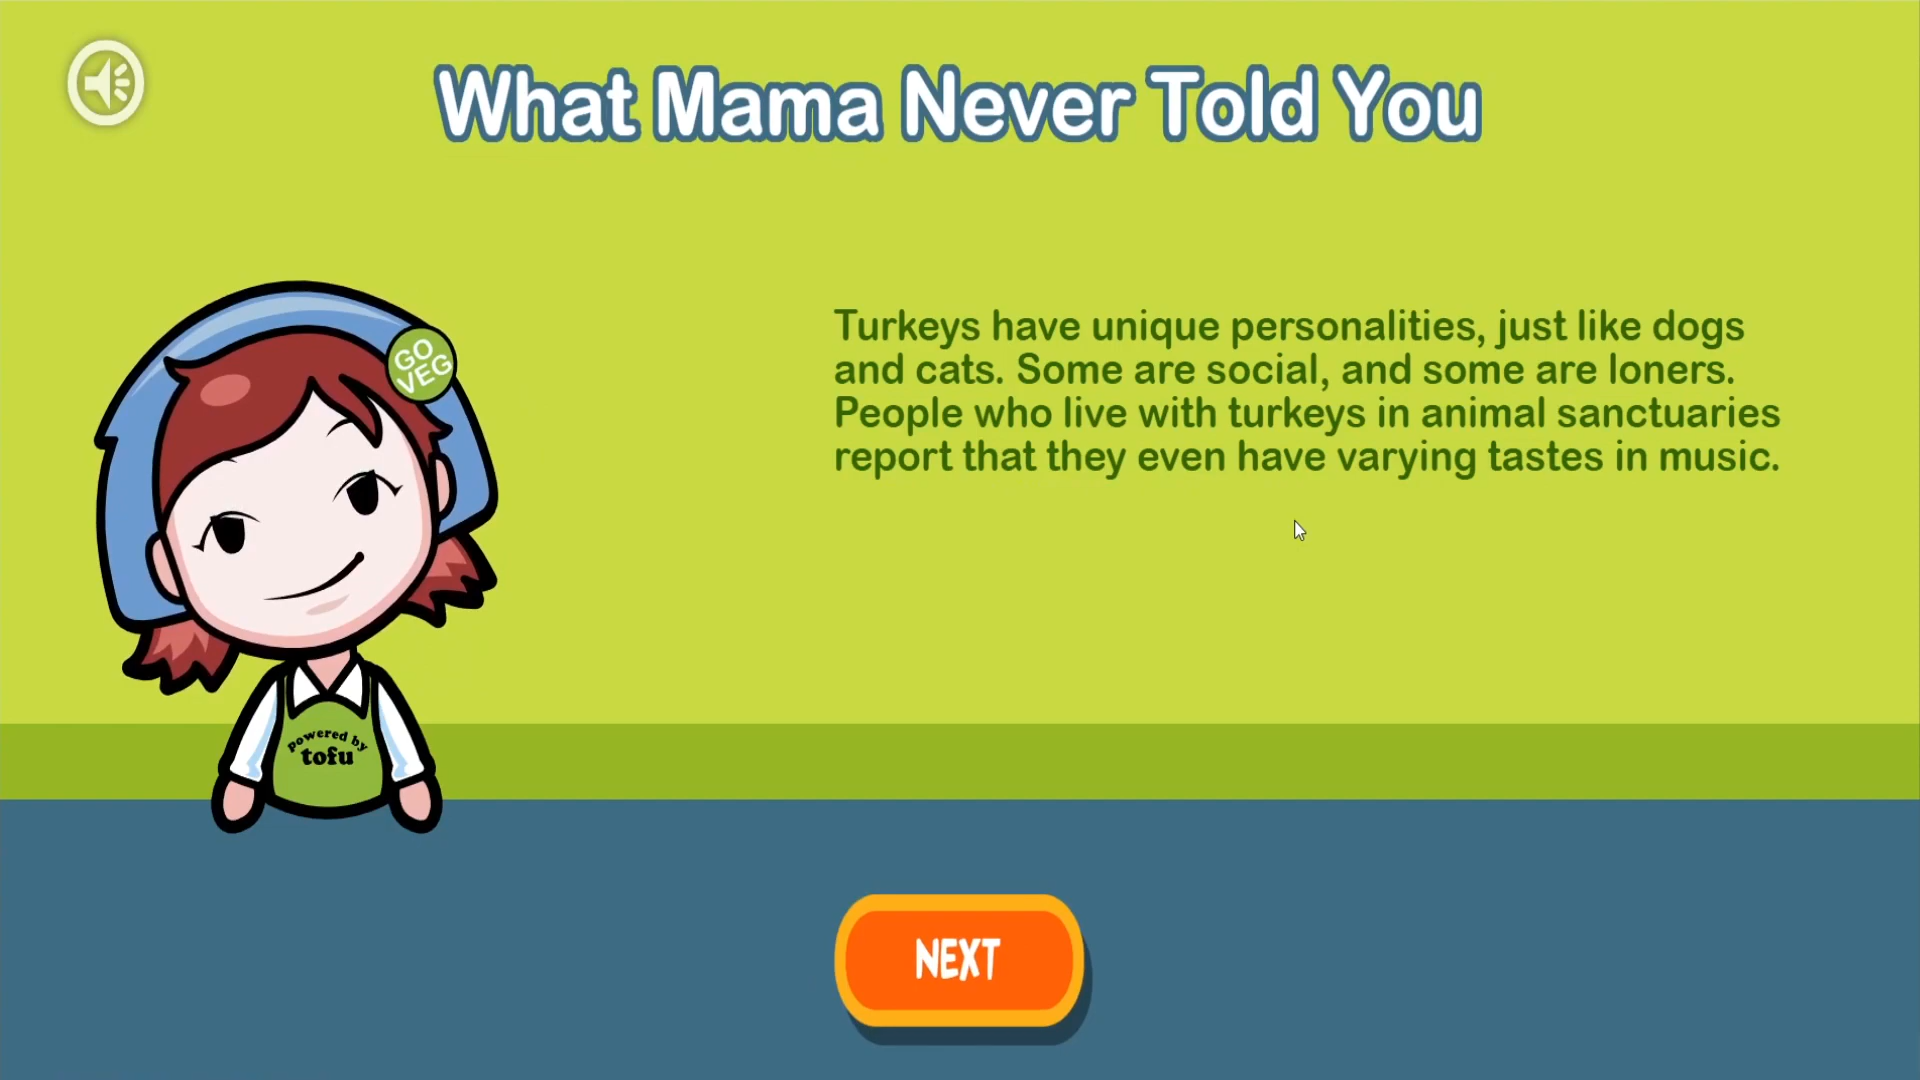 What Mama Never Told You
GO
VEG
Turkeys have unique personalities, just like dogs
and cats. Some are social, and some are loners.
People who live with turkeys in animal sanctuaries
report that they even have varying tastes in music.
powered by
tofu
NEXT